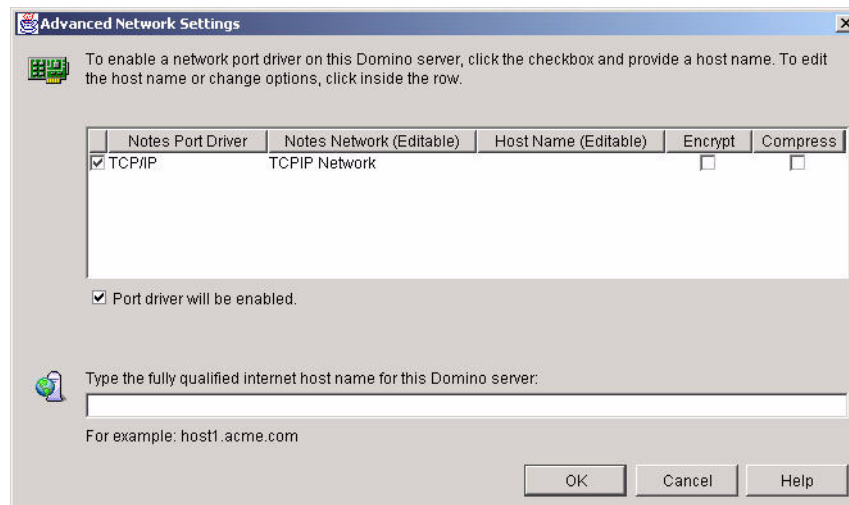 Advanced Network Settings
To enable a network port driver on this Domino server, click the checkbox and provide a host name. To edit
the host name or change options, click inside the row.
Notes Port Driver Notes Network (Editable) Host Name (Editable) Encrypt Compress
TCP/IP TCPIP Network
Port driver will be enabled.
Type the fully qualified internet host name for this Domino server:
For example: host1.acme.com
OK Cancel Help